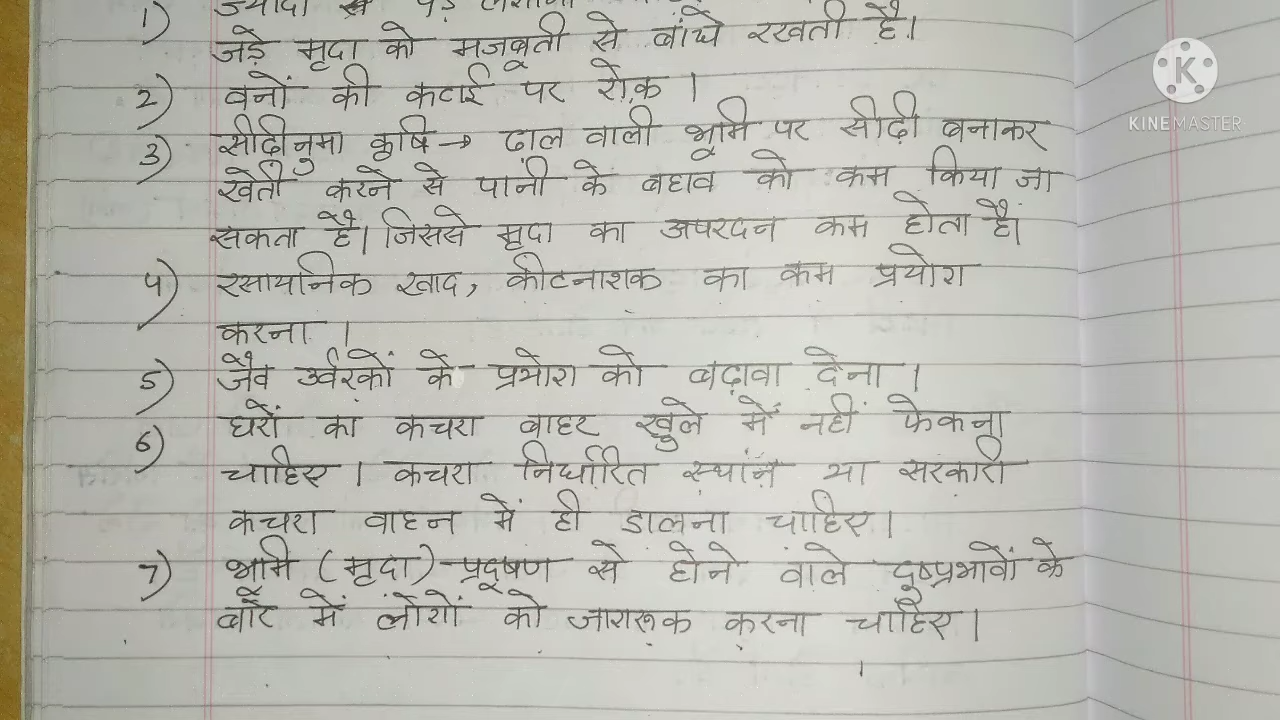 1) ज्यादा से
जड़े मृदा को मजबूती से बांधे रखती है।
2) वनों की कटाई पर रोक ।
3) सीढीनुमा कृषि → ढाल वाली भूमि पर सीढ़ी बनाकर
खेती करने से पानी के बहाव को कम किया जा
सकता है। जिससे मृदा का अपरदन कम होता है।
4) रसायनिक खाद, कीटनाशक का कम प्रयोग
करना ।
5) जैव उर्वरकों के प्रयोग को बढ़ावा देना ।
6) घरों का कचरा बाहर खुले में नहीं फेकना
चाहिए । कचरा निर्धारित स्थान या सरकारी
कचरा वाहन में ही डालना चाहिए ।
7) भूमि (मृदा) प्रदूषण से होने वाले दुष्प्रभावों के
बारे में लोगों को जागरूक करना चाहिए ।
K
KINEMASTER